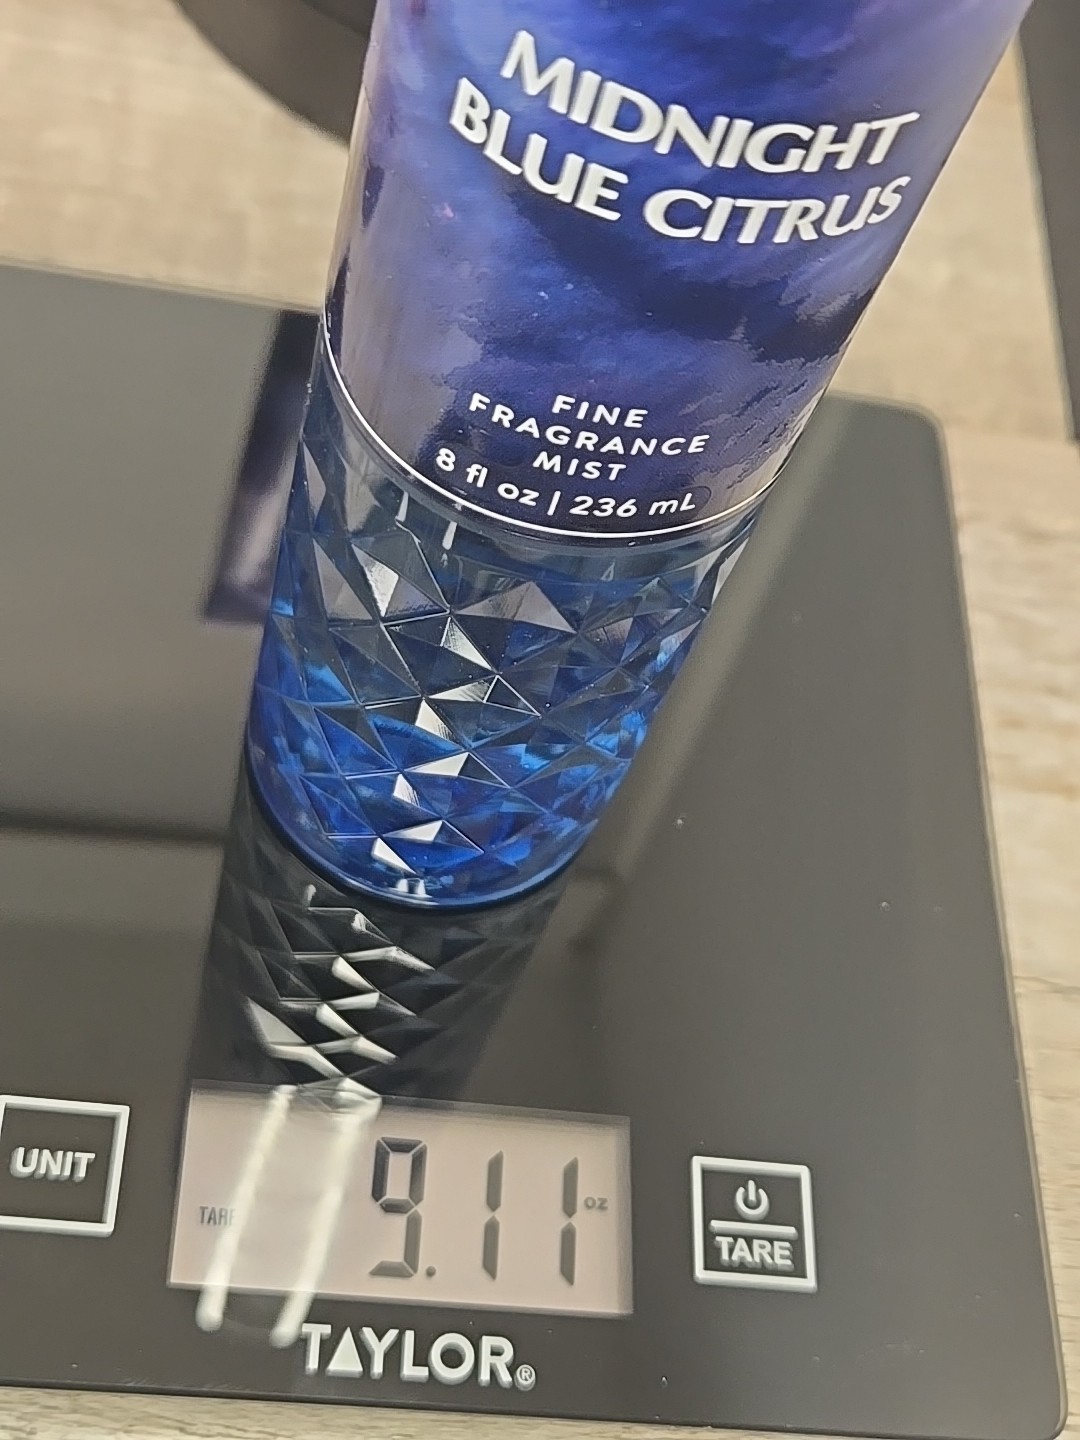 MIDNIGHT
BLUE CITRUS
FINE
FRAGRANCE
MIST
8 fl oz | 236 mL
UNIT
TARE
9.11 oz
TARE
TAYLOR®